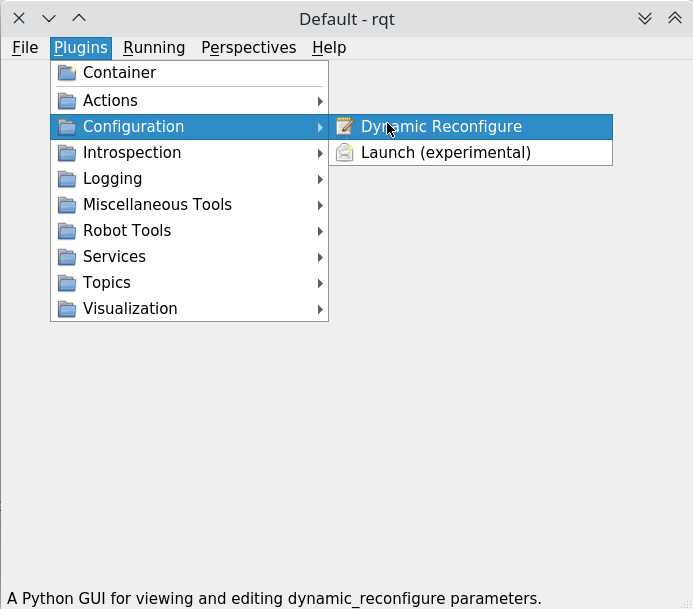 Default - rqt
File Plugins Running Perspectives Help
Container
Actions
Configuration
Dynamic Reconfigure
Launch (experimental)
Introspection
Logging
Miscellaneous Tools
Robot Tools
Services
Topics
Visualization
A Python GUI for viewing and editing dynamic_reconfigure parameters.